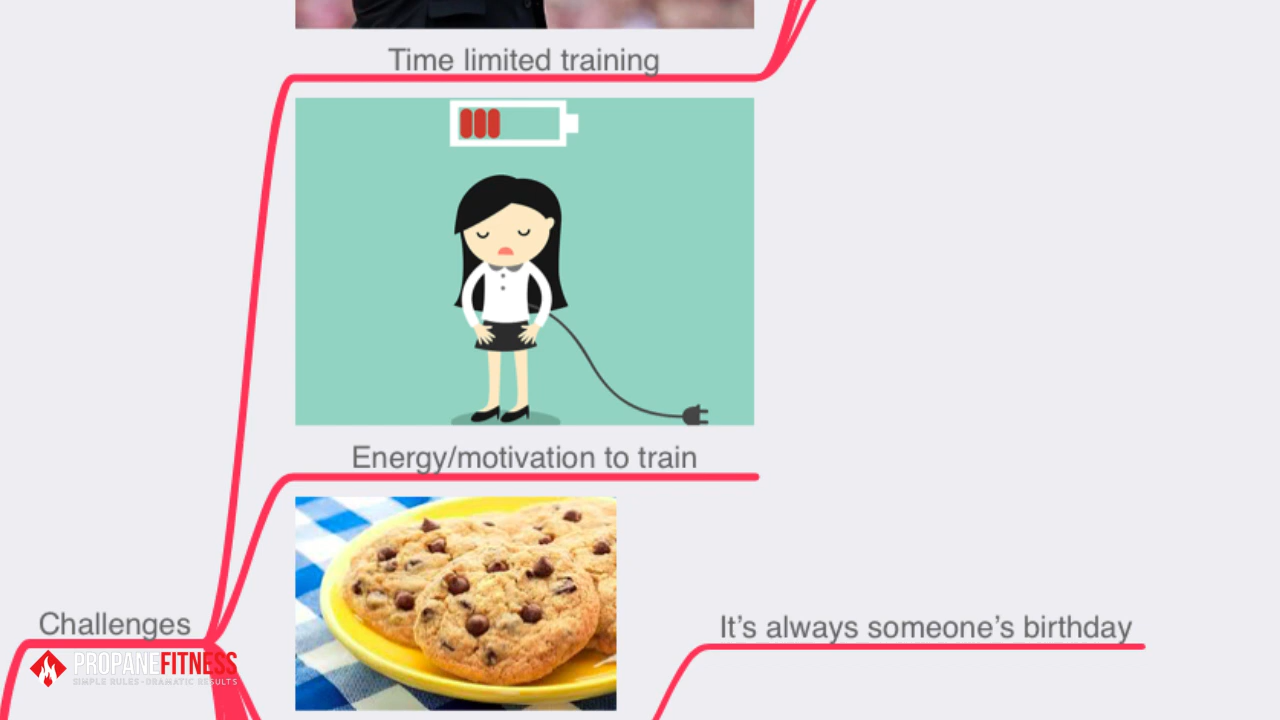 Time limited training
Energy/motivation to train
Challenges
It's always someone's birthday
PROPANEFITNESS
SIMPLE RULES·DRAMATIC RESULTS